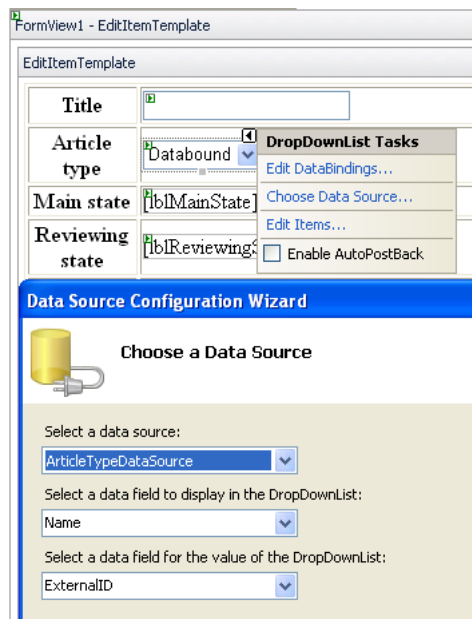 FormView1 - EditItemTemplate
EditItemTemplate
Title
Article type
Databound
DropDownList Tasks
Edit DataBindings...
Choose Data Source...
Edit Items...
Enable AutoPostBack
Main state
[lblMainState]
Reviewing state
[lblReviewingS
Data Source Configuration Wizard
Choose a Data Source
Select a data source:
ArticleTypeDataSource
Select a data field to display in the DropDownList:
Name
Select a data field for the value of the DropDownList:
ExternalID